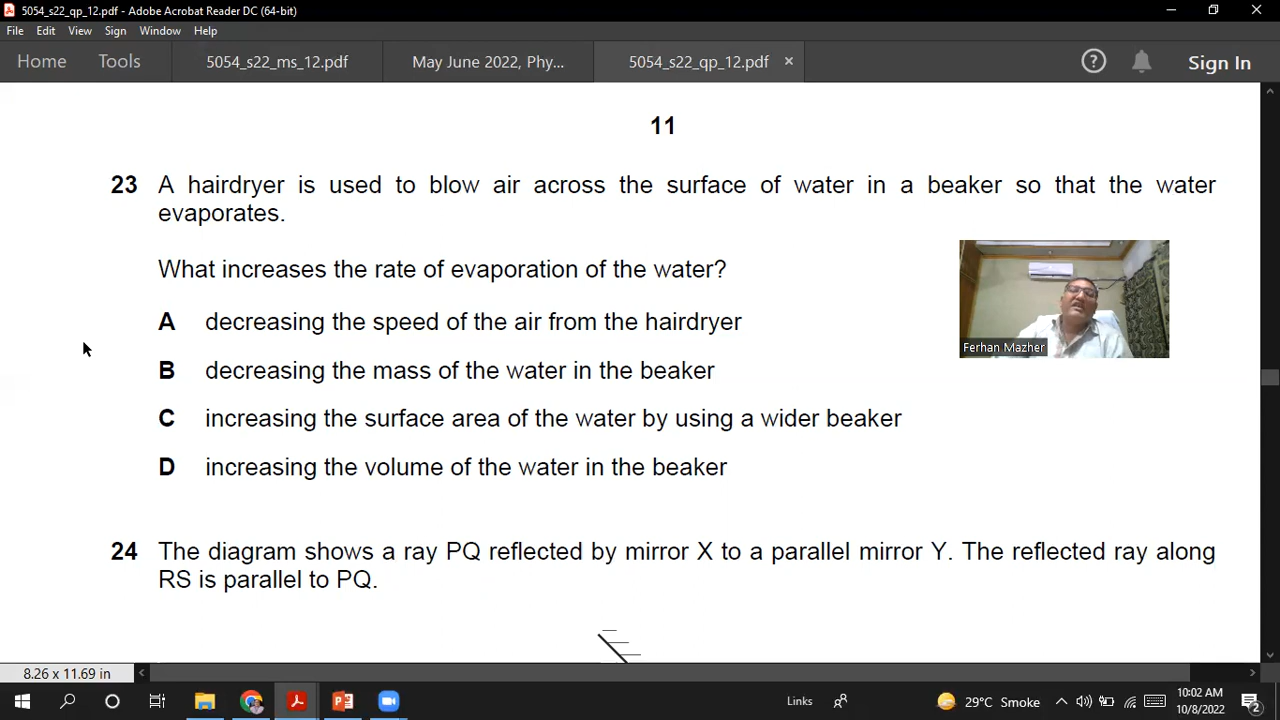 5054_s22_qp_12.pdf - Adobe Acrobat Reader DC (64-bit)
File Edit View Sign Window Help
Home Tools 5054_s22_ms_12.pdf May June 2022, Phy... 5054_s22_qp_12.pdf × ? Sign In
11
23 A hairdryer is used to blow air across the surface of water in a beaker so that the water
evaporates.
What increases the rate of evaporation of the water?
A decreasing the speed of the air from the hairdryer
B decreasing the mass of the water in the beaker
C increasing the surface area of the water by using a wider beaker
D increasing the volume of the water in the beaker
Ferhan Mazher
24 The diagram shows a ray PQ reflected by mirror X to a parallel mirror Y. The reflected ray along
RS is parallel to PQ.
8.26 x 11.69 in
Links 29°C Smoke 10:02 AM
10/8/2022 2